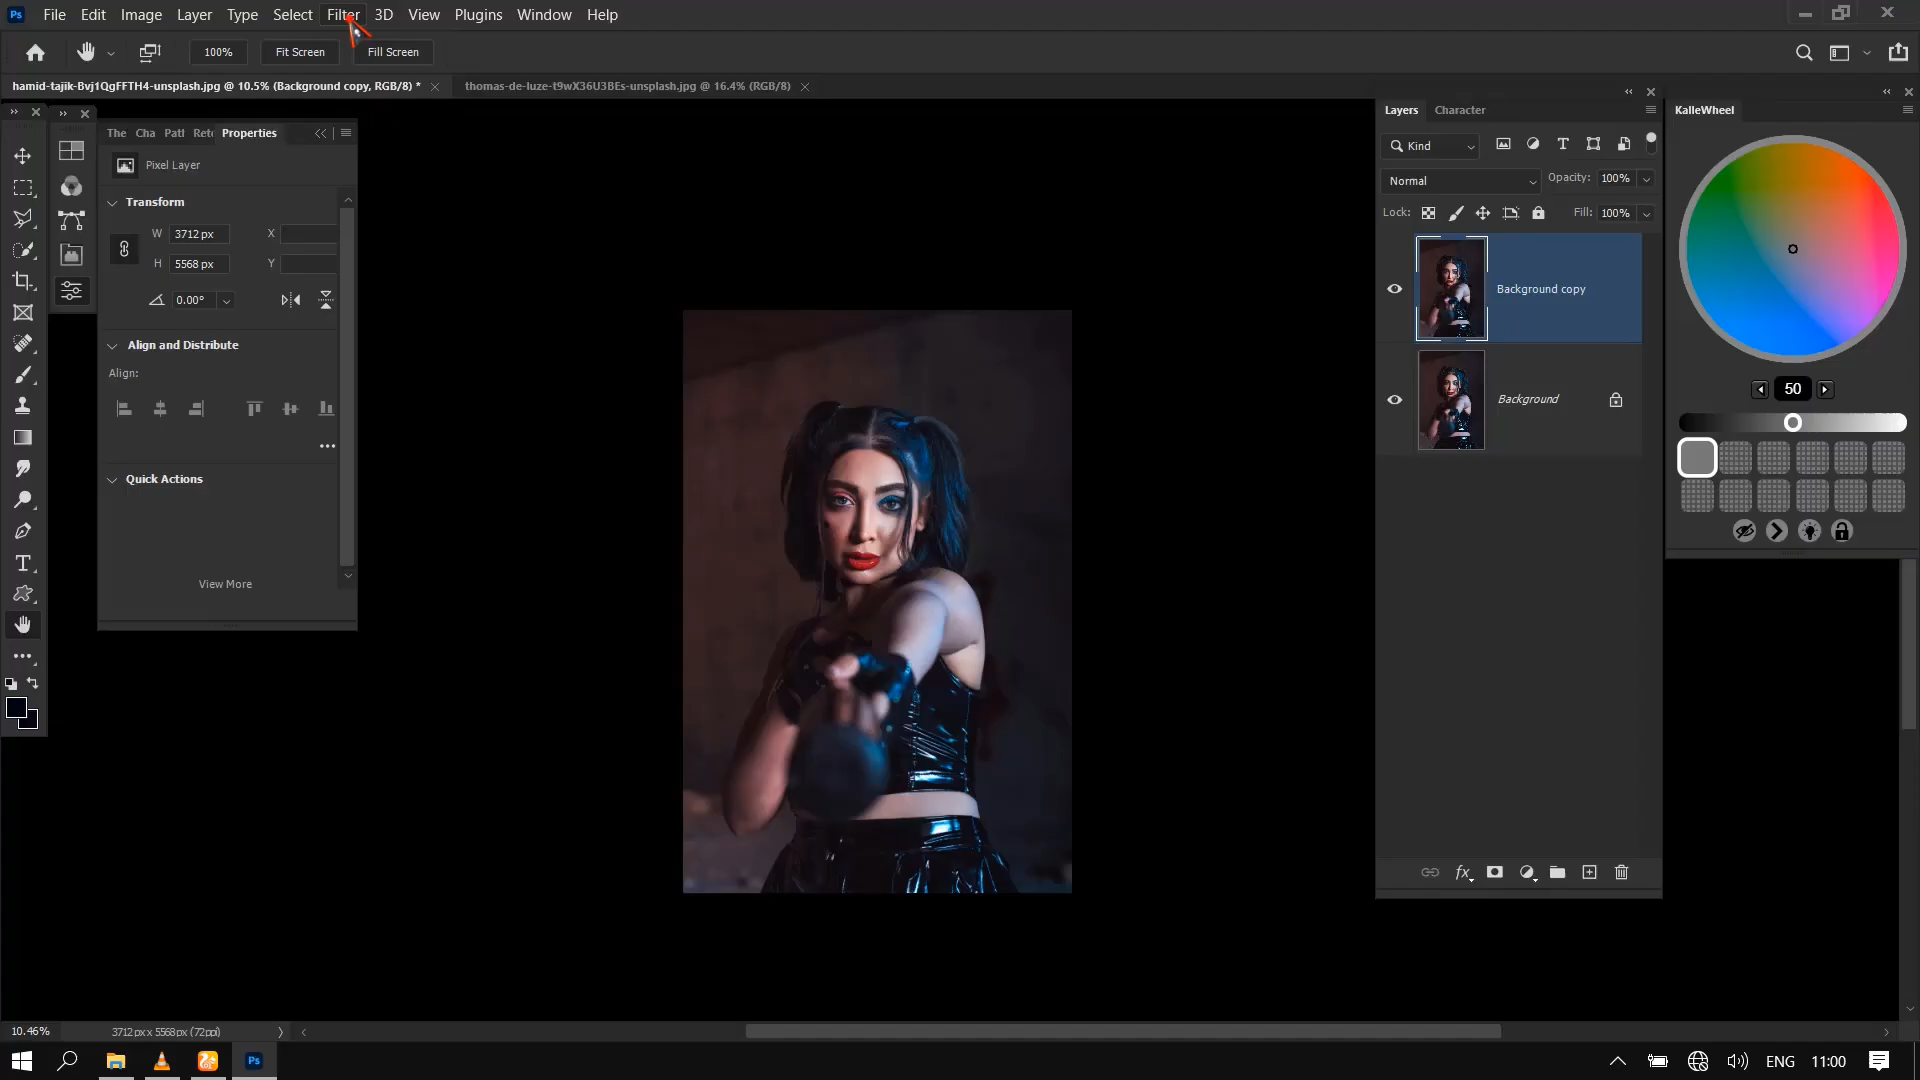 Ps File Edit Image Layer Type Select Filter 3D View Plugins Window Help
100% Fit Screen Fill Screen
hamid-tajik-Bvj1QgFFTH4-unsplash.jpg @ 10.5% (Background copy, RGB/8) *
thomas-de-luze-t9wX36U3BEs-unsplash.jpg @ 16.4% (RGB/8)
The Cha Patl Ret Properties
Pixel Layer
Transform
W 3712 px X
H 5568 px Y
0.00°
Align and Distribute
Align:
Quick Actions
View More
T
Layers Character
Kind
Normal Opacity: 100%
Lock: Fill: 100%
Background copy
Background
fx
KalleWheel
50
10.46% 3712 px x 5568 px (72 ppi)
Ps
ENG 11:00